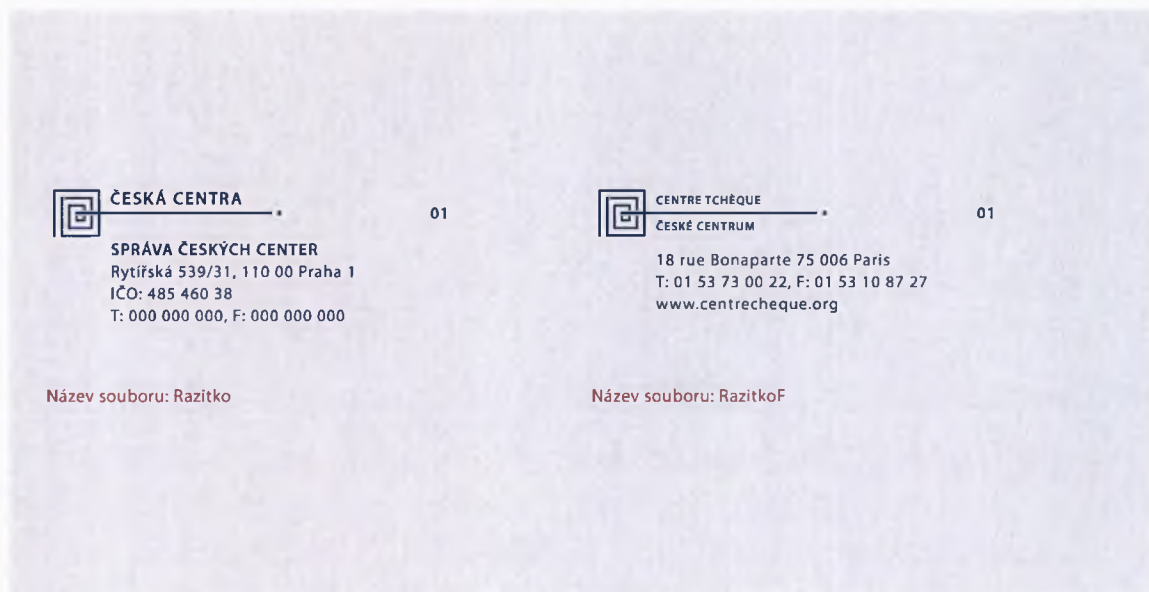 ČESKÁ CENTRA
01
SPRÁVA ČESKÝCH CENTER
Rytířská 539/31, 110 00 Praha 1
IČO: 485 460 38
T: 000 000 000, F: 000 000 000
Název souboru: Razitko
CENTRE TCHÈQUE
ČESKÉ CENTRUM
01
18 rue Bonaparte 75 006 Paris
T: 01 53 73 00 22, F: 01 53 10 87 27
www.centrecheque.org
Název souboru: RazitkoF